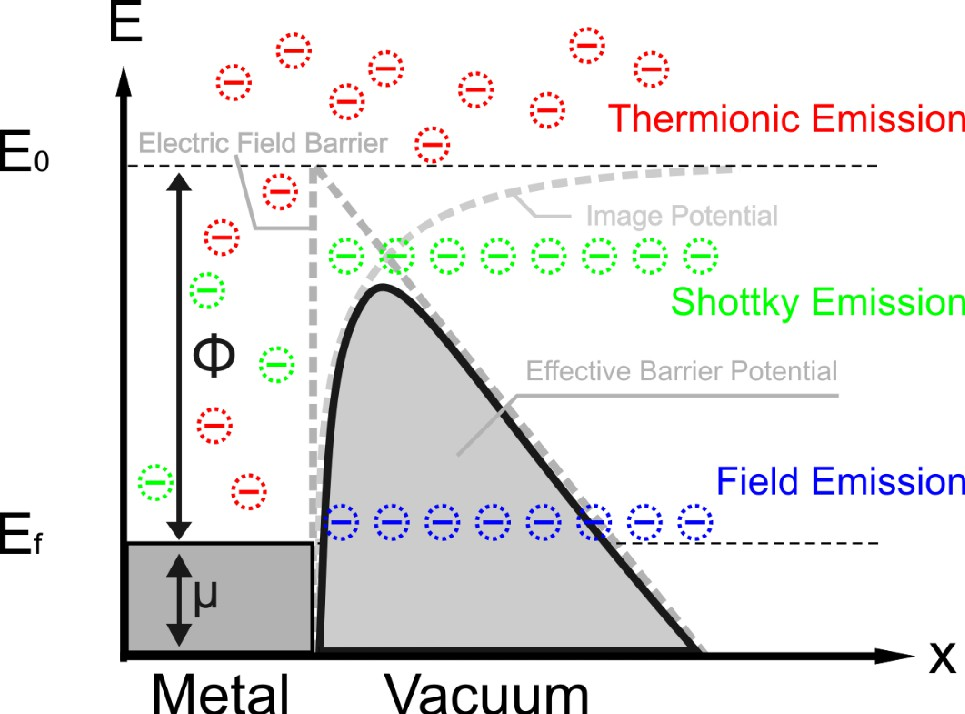 E
Thermionic Emission
Electric Field Barrier
E0
Image Potential
Shottky Emission
Φ
Effective Barrier Potential
Field Emission
Ef
μ
x
Metal
Vacuum